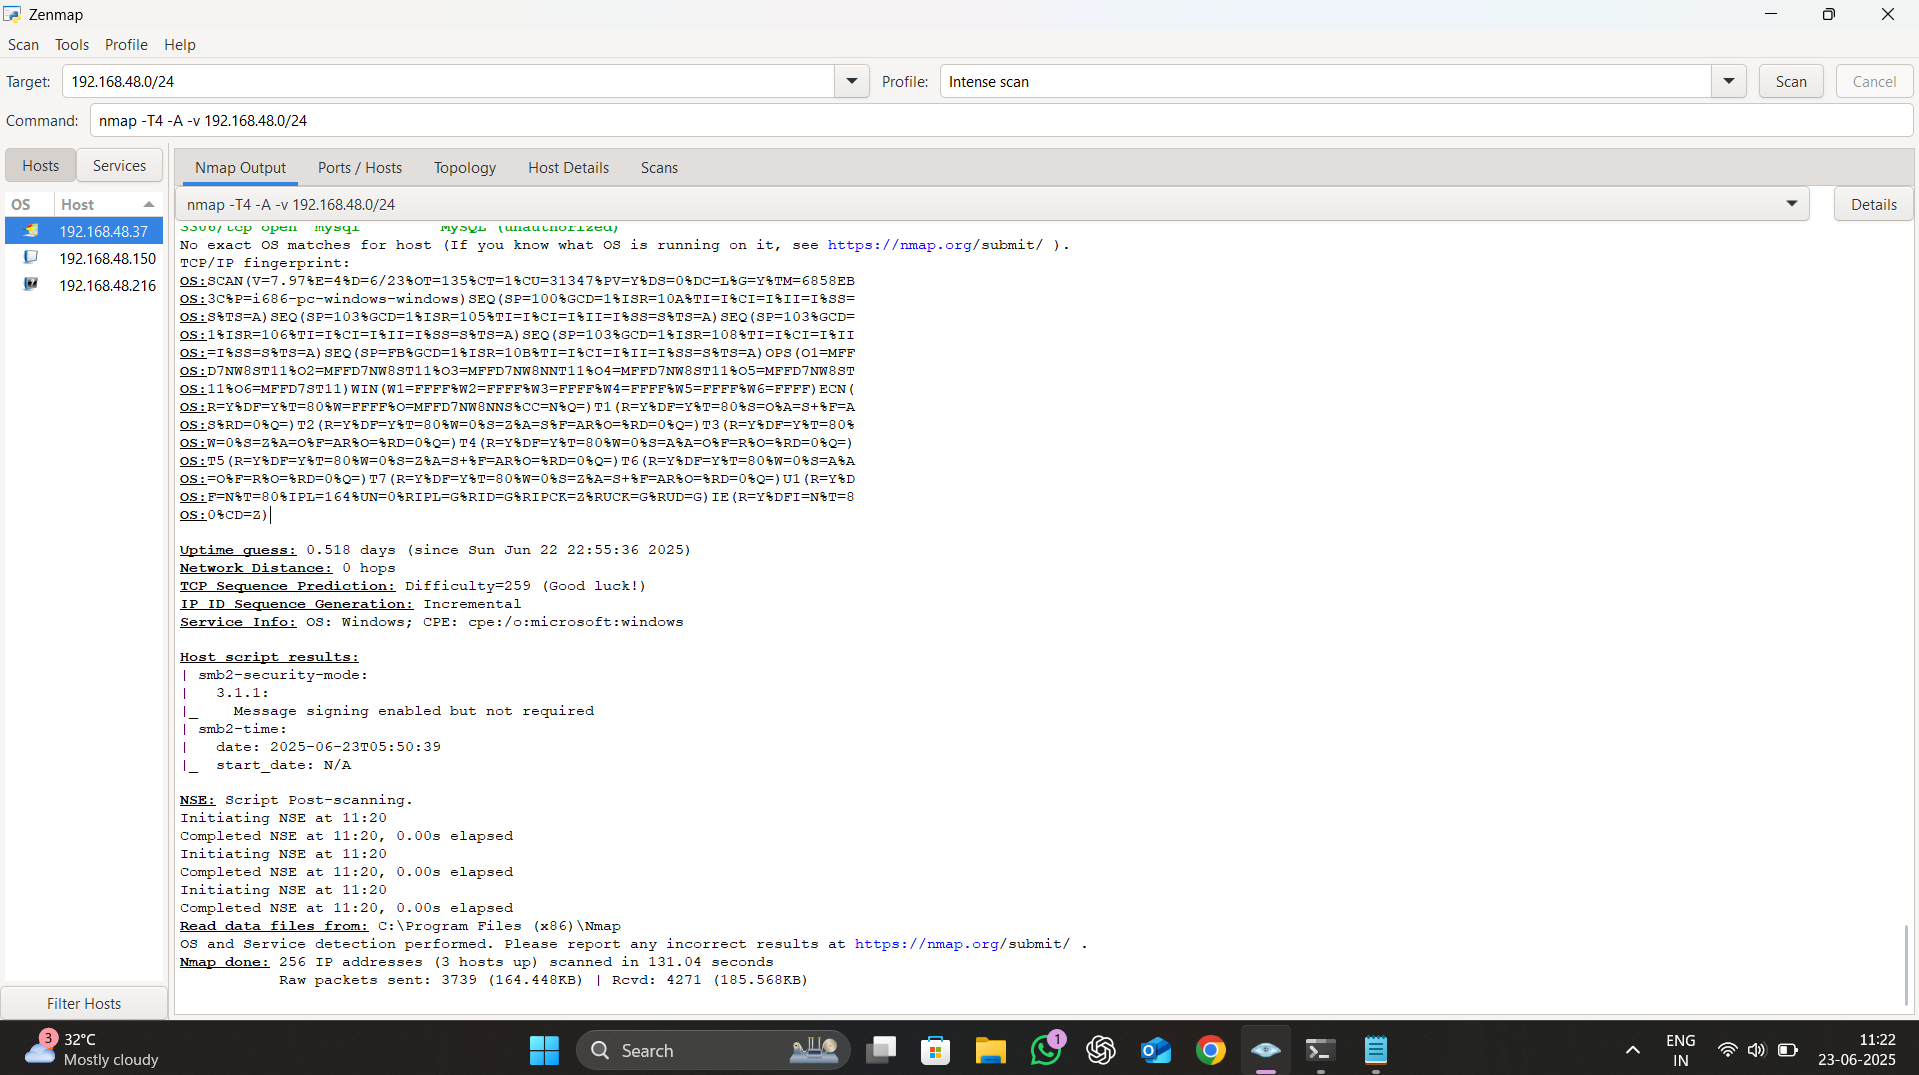 Zenmap
Scan Tools Profile Help
Target: 192.168.48.0/24 Profile: Intense scan Scan Cancel
Command: nmap -T4 -A -v 192.168.48.0/24
Hosts Services
Nmap Output Ports / Hosts Topology Host Details Scans
OS Host
nmap -T4 -A -v 192.168.48.0/24 Details
192.168.48.37
192.168.48.150
192.168.48.216
3306/tcp open mysql MySQL (unauthorized)
No exact OS matches for host (If you know what OS is running on it, see https://nmap.org/submit/ ).
TCP/IP fingerprint:
OS:SCAN(V=7.97%E=4%D=6/23%OT=135%CT=1%CU=31347%PV=Y%DS=0%DC=L%G=Y%TM=6858EB
OS:3C%P=i686-pc-windows-windows)SEQ(SP=100%GCD=1%ISR=10A%TI=I%CI=I%II=I%SS=
OS:S%TS=A)SEQ(SP=103%GCD=1%ISR=105%TI=I%CI=I%II=I%SS=S%TS=A)SEQ(SP=103%GCD=
OS:1%ISR=106%TI=I%CI=I%II=I%SS=S%TS=A)SEQ(SP=103%GCD=1%ISR=108%TI=I%CI=I%II
OS:=I%SS=S%TS=A)SEQ(SP=FB%GCD=1%ISR=10B%TI=I%CI=I%II=I%SS=S%TS=A)OPS(O1=MFF
OS:D7NW8ST11%O2=MFFD7NW8ST11%O3=MFFD7NW8NNT11%O4=MFFD7NW8ST11%O5=MFFD7NW8ST
OS:11%O6=MFFD7ST11)WIN(W1=FFFF%W2=FFFF%W3=FFFF%W4=FFFF%W5=FFFF%W6=FFFF)ECN(
OS:R=Y%DF=Y%T=80%W=FFFF%O=MFFD7NW8NNS%CC=N%Q=)T1(R=Y%DF=Y%T=80%S=O%A=S+%F=A
OS:S%RD=0%Q=)T2(R=Y%DF=Y%T=80%W=0%S=Z%A=S%F=AR%O=%RD=0%Q=)T3(R=Y%DF=Y%T=80%
OS:W=0%S=Z%A=O%F=AR%O=%RD=0%Q=)T4(R=Y%DF=Y%T=80%W=0%S=A%A=O%F=R%O=%RD=0%Q=)
OS:T5(R=Y%DF=Y%T=80%W=0%S=Z%A=S+%F=AR%O=%RD=0%Q=)T6(R=Y%DF=Y%T=80%W=0%S=A%A
OS:=O%F=R%O=%RD=0%Q=)T7(R=Y%DF=Y%T=80%W=0%S=Z%A=S+%F=AR%O=%RD=0%Q=)U1(R=Y%D
OS:F=N%T=80%IPL=164%UN=0%RIPL=G%RID=G%RIPCK=Z%RUCK=G%RUD=G)IE(R=Y%DFI=N%T=8
OS:0%CD=Z)
Uptime guess: 0.518 days (since Sun Jun 22 22:55:36 2025)
Network Distance: 0 hops
TCP Sequence Prediction: Difficulty=259 (Good luck!)
IP ID Sequence Generation: Incremental
Service Info: OS: Windows; CPE: cpe:/o:microsoft:windows
Host script results:
| smb2-security-mode:
|   3.1.1:
|_    Message signing enabled but not required
| smb2-time:
|   date: 2025-06-23T05:50:39
|_  start_date: N/A
NSE: Script Post-scanning.
Initiating NSE at 11:20
Completed NSE at 11:20, 0.00s elapsed
Initiating NSE at 11:20
Completed NSE at 11:20, 0.00s elapsed
Initiating NSE at 11:20
Completed NSE at 11:20, 0.00s elapsed
Read data files from: C:\Program Files (x86)\Nmap
OS and Service detection performed. Please report any incorrect results at https://nmap.org/submit/ .
Nmap done: 256 IP addresses (3 hosts up) scanned in 131.04 seconds
Raw packets sent: 3739 (164.448KB) | Rcvd: 4271 (185.568KB)
Filter Hosts
3 32°C
Mostly cloudy
Search
1
ENG
IN
11:22
23-06-2025